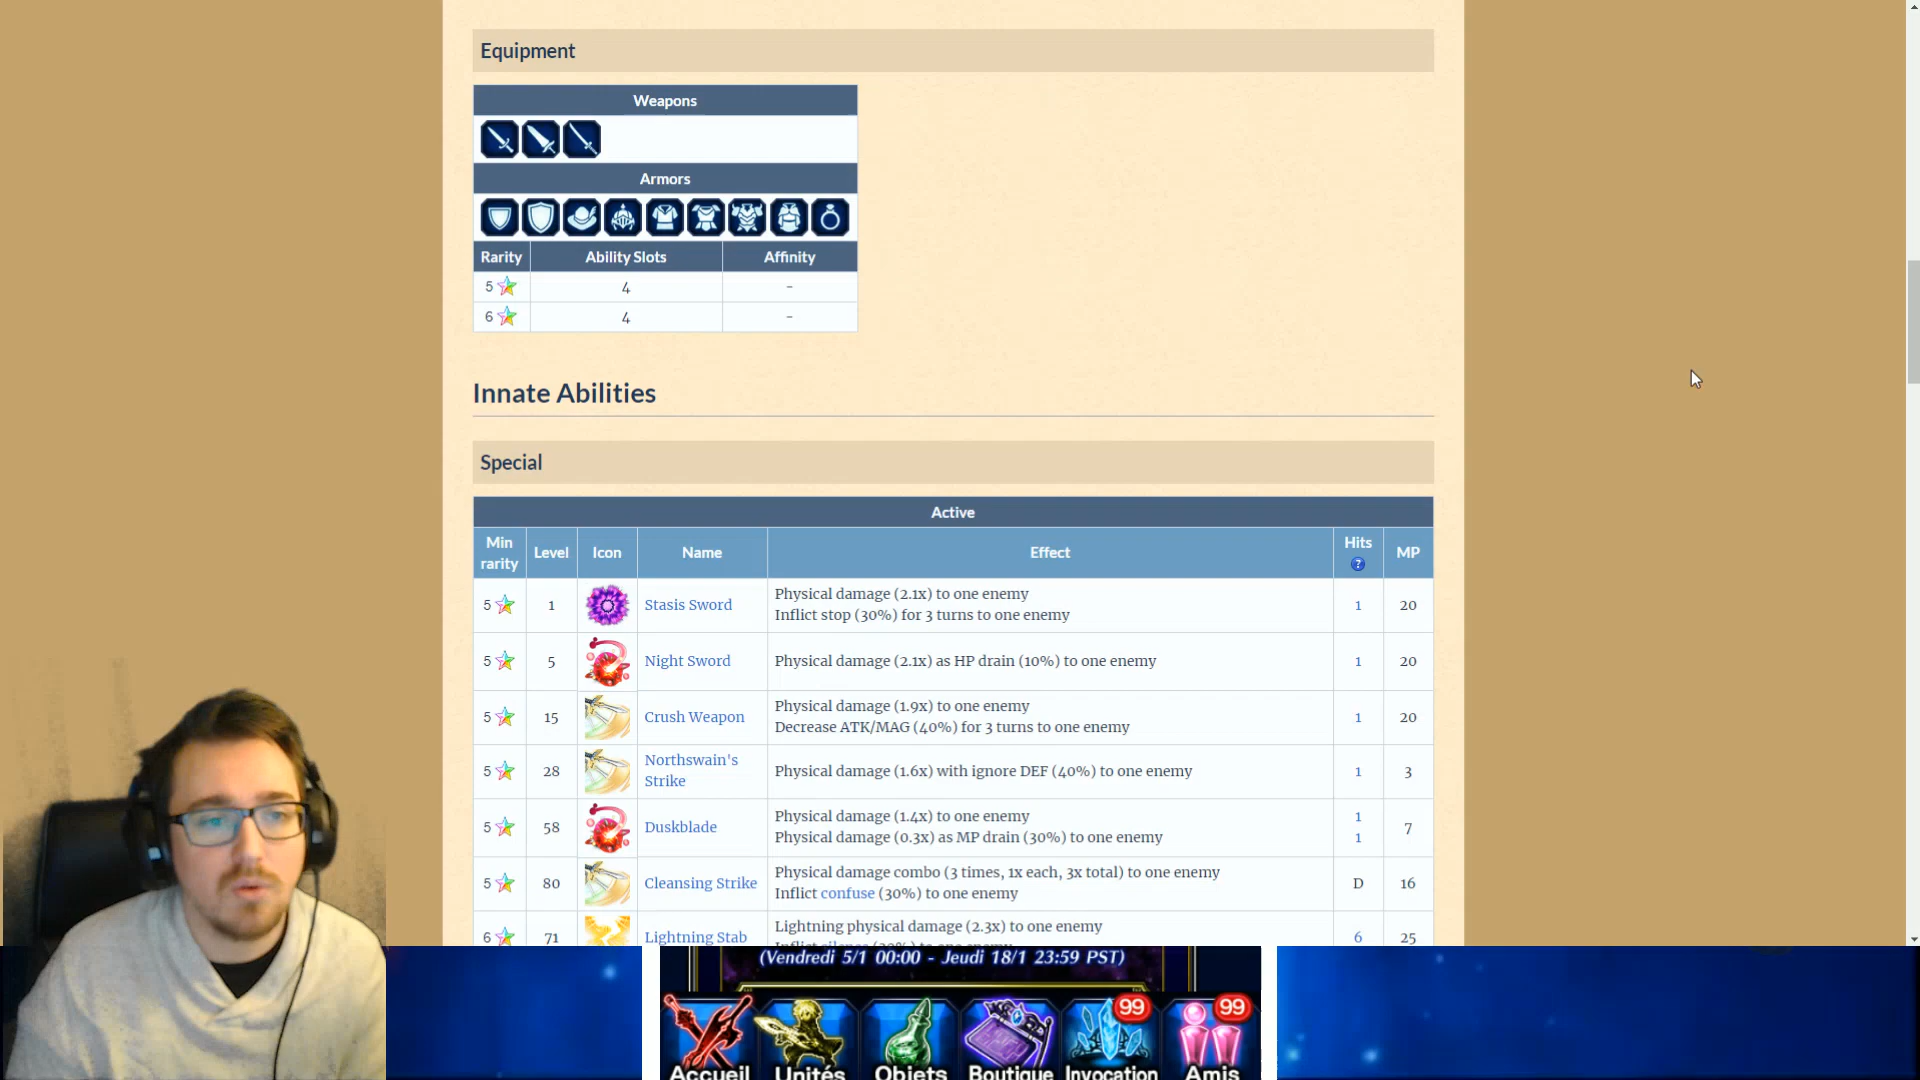 Equipment
Weapons
Armors
Rarity Ability Slots Affinity
5 4 -
6 4 -
Innate Abilities
Special
Active
Min rarity Level Icon Name Effect Hits ? MP
5 1 Stasis Sword Physical damage (2.1x) to one enemy 1 20
Inflict stop (30%) for 3 turns to one enemy
5 5 Night Sword Physical damage (2.1x) as HP drain (10%) to one enemy 1 20
5 15 Crush Weapon Physical damage (1.9x) to one enemy 1 20
Decrease ATK/MAG (40%) for 3 turns to one enemy
5 28 Northswain's Strike Physical damage (1.6x) with ignore DEF (40%) to one enemy 1 3
5 58 Duskblade Physical damage (1.4x) to one enemy 1 7
Physical damage (0.3x) as MP drain (30%) to one enemy 1
5 80 Cleansing Strike Physical damage combo (3 times, 1x each, 3x total) to one enemy D 16
Inflict confuse (30%) to one enemy
6 71 Lightning Stab Lightning physical damage (2.3x) to one enemy 6 25
(Vendredi 5/1 00:00 - Jeudi 18/1 23:59 PST)
99 99
Accueil Unités Objets Boutique Invocation Amis